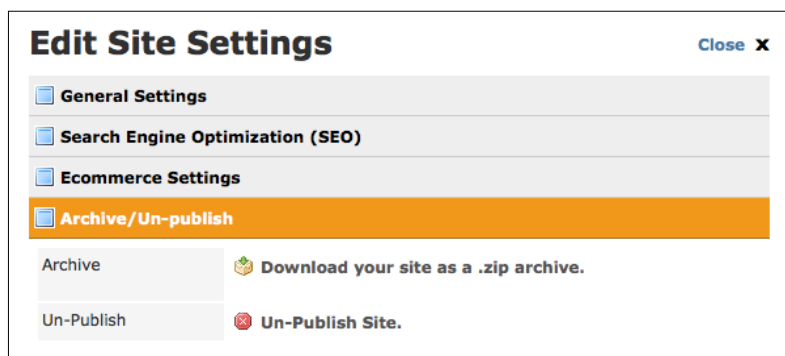 Edit Site Settings
Close X
General Settings
Search Engine Optimization (SEO)
Ecommerce Settings
Archive/Un-publish
Archive Download your site as a .zip archive.
Un-Publish Un-Publish Site.